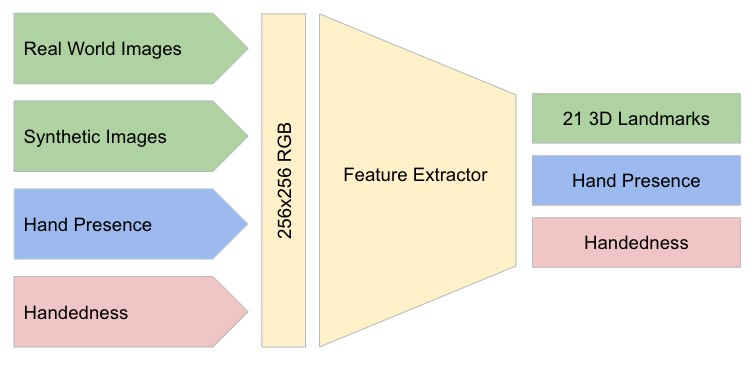 Real World Images
Synthetic Images
Hand Presence
Handedness
256x256 RGB
Feature Extractor
21 3D Landmarks
Hand Presence
Handedness